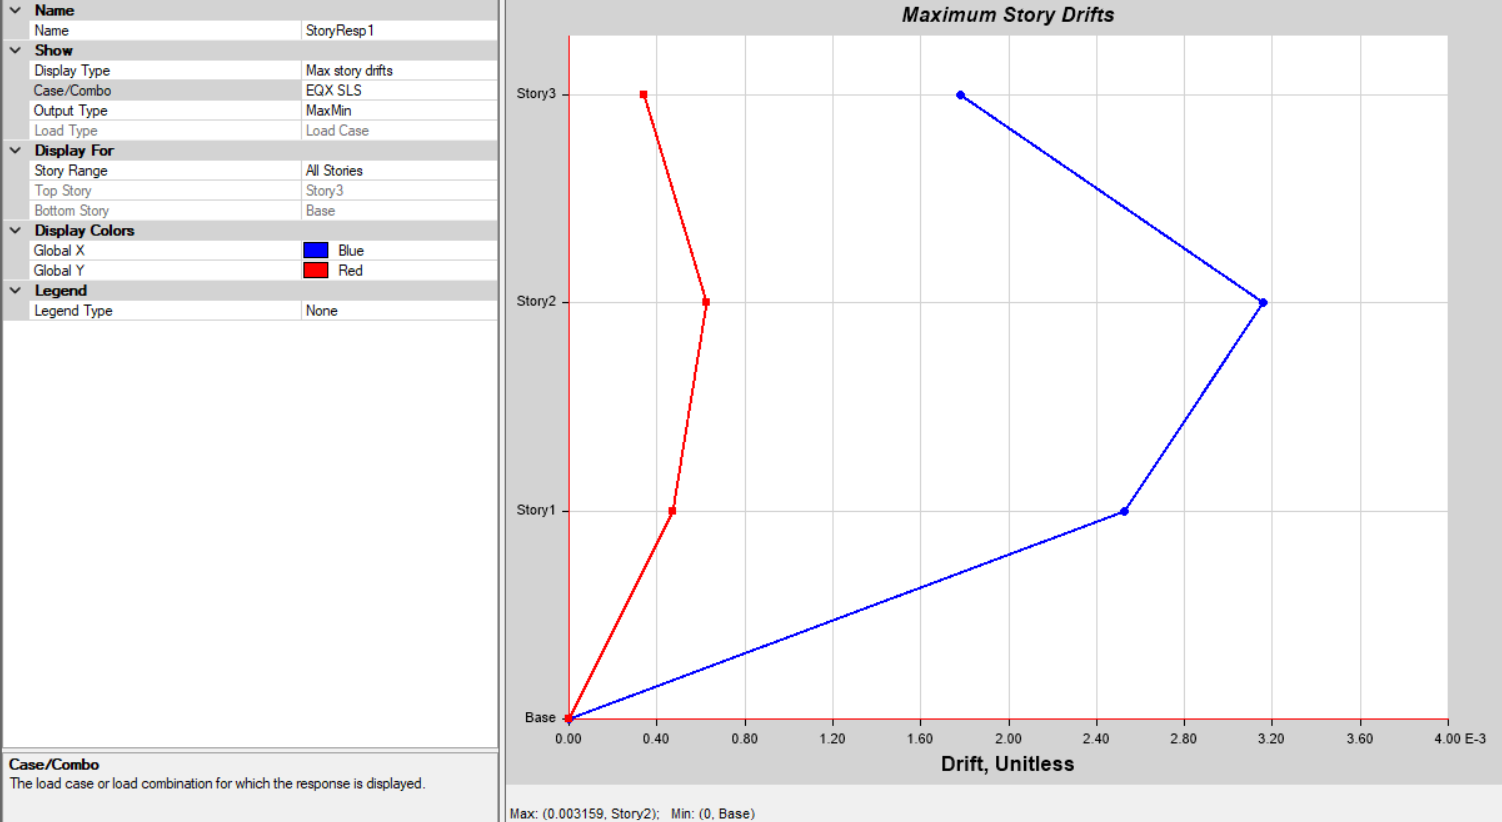 Name
Name StoryResp1
Show
Display Type Max story drifts
Case/Combo EQX SLS
Output Type MaxMin
Load Type Load Case
Display For
Story Range All Stories
Top Story Story3
Bottom Story Base
Display Colors
Global X Blue
Global Y Red
Legend
Legend Type None
Case/Combo
The load case or load combination for which the response is displayed.
Maximum Story Drifts
Story3
Story2
Story1
Base
0.00 0.40 0.80 1.20 1.60 2.00 2.40 2.80 3.20 3.60 4.00 E-3
Drift, Unitless
Max: (0.003159, Story2); Min: (0, Base)